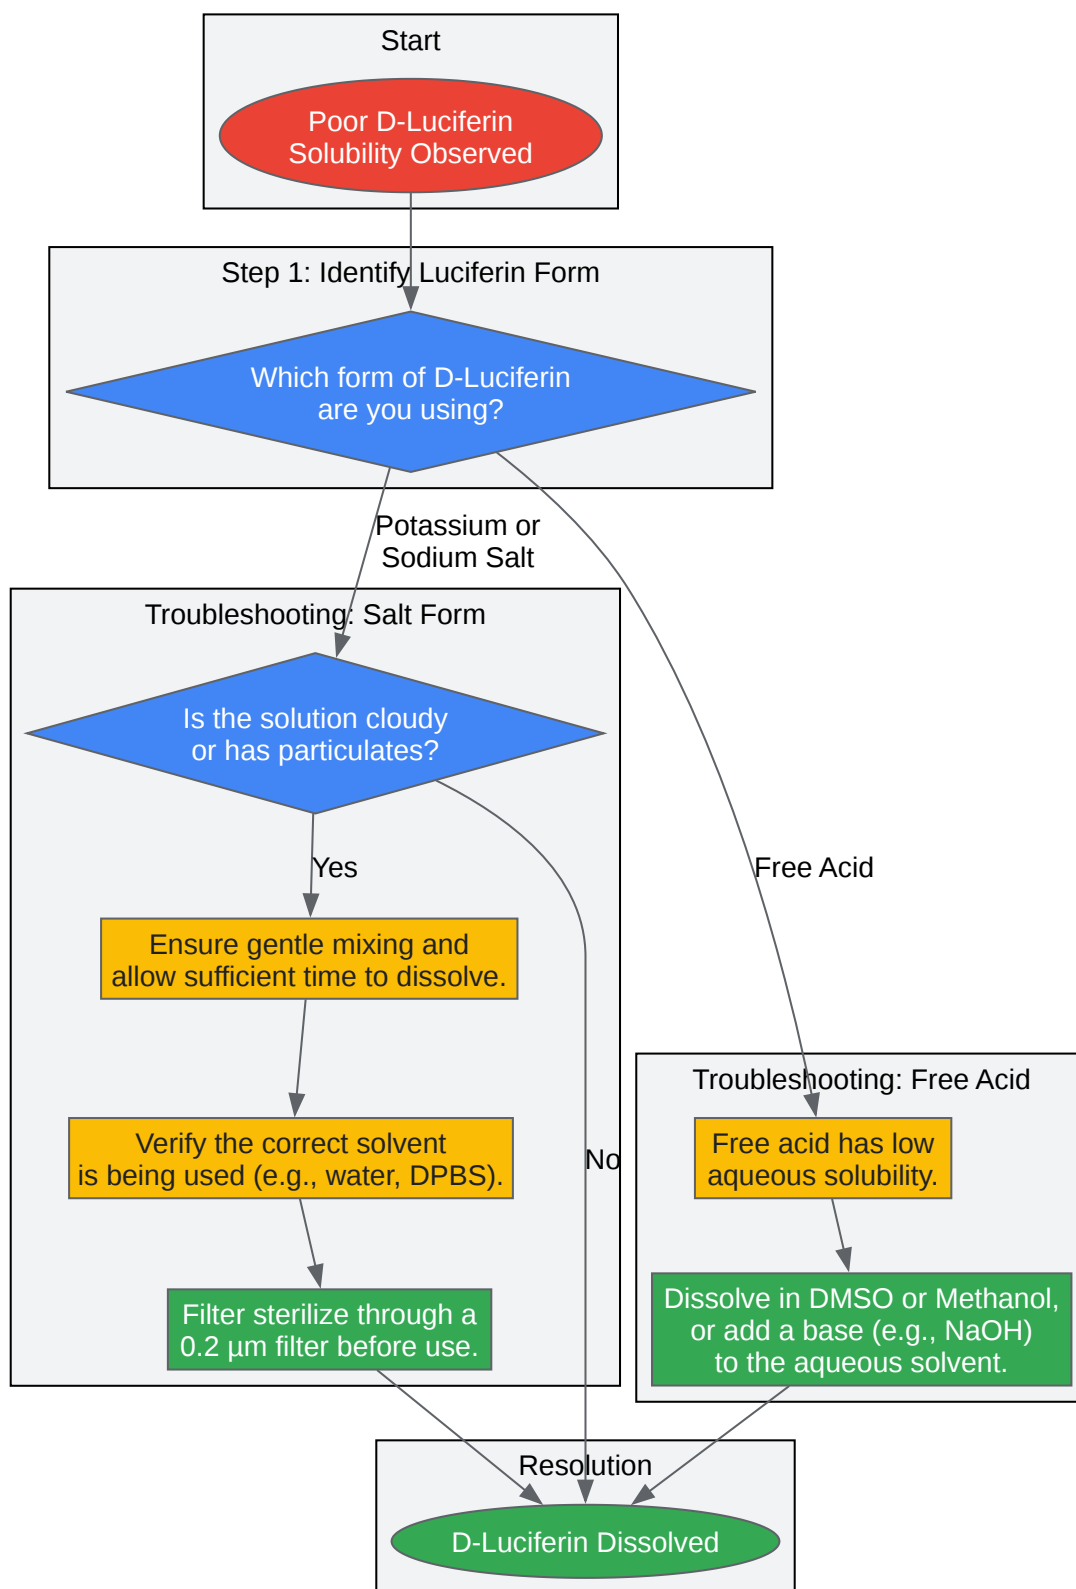 Start
Poor D-Luciferin
Solubility Observed
Step 1: Identify Luciferin Form
Which form of D-Luciferin
are you using?
Potassium or
Sodium Salt
Troubleshooting: Salt Form
Is the solution cloudy
or has particulates?
Yes
Free Acid
Ensure gentle mixing and
allow sufficient time to dissolve.
Troubleshooting: Free Acid
Verify the correct solvent
is being used (e.g., water, DPBS).
No
Free acid has low
aqueous solubility.
Filter sterilize through a
0.2 µm filter before use.
Dissolve in DMSO or Methanol,
or add a base (e.g., NaOH)
to the aqueous solvent.
Resolution
D-Luciferin Dissolved